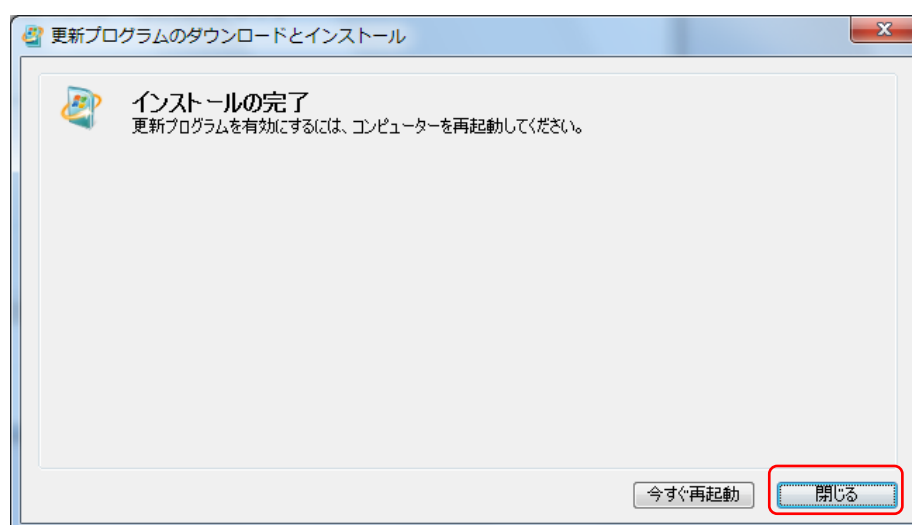 更新プログラムのダウンロードとインストール
インストールの完了
更新プログラムを有効にするには、コンピューターを再起動してください。
今すぐ再起動
閉じる